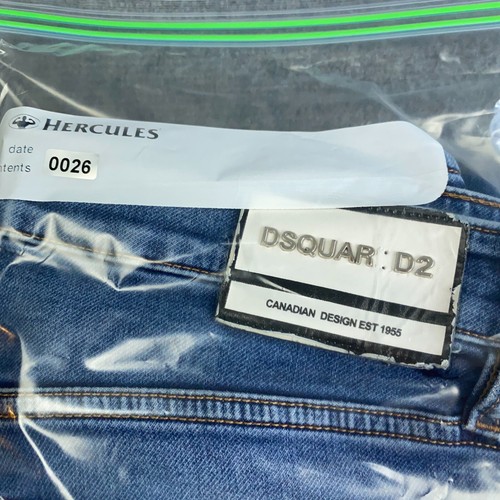 HERCULES
date
ntents 0026
DSQUAR : D2
CANADIAN DESIGN EST 1955